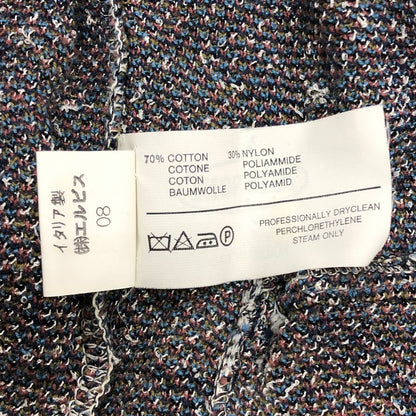 イタリア製
㈱エルビス
08
70% COTTON 30% NYLON
COTONE POLIAMMIDE
COTON POLYAMIDE
BAUMWOLLE POLYAMID
PROFESSIONALLY DRYCLEAN
PERCHLORETHYLENE
STEAM ONLY
P